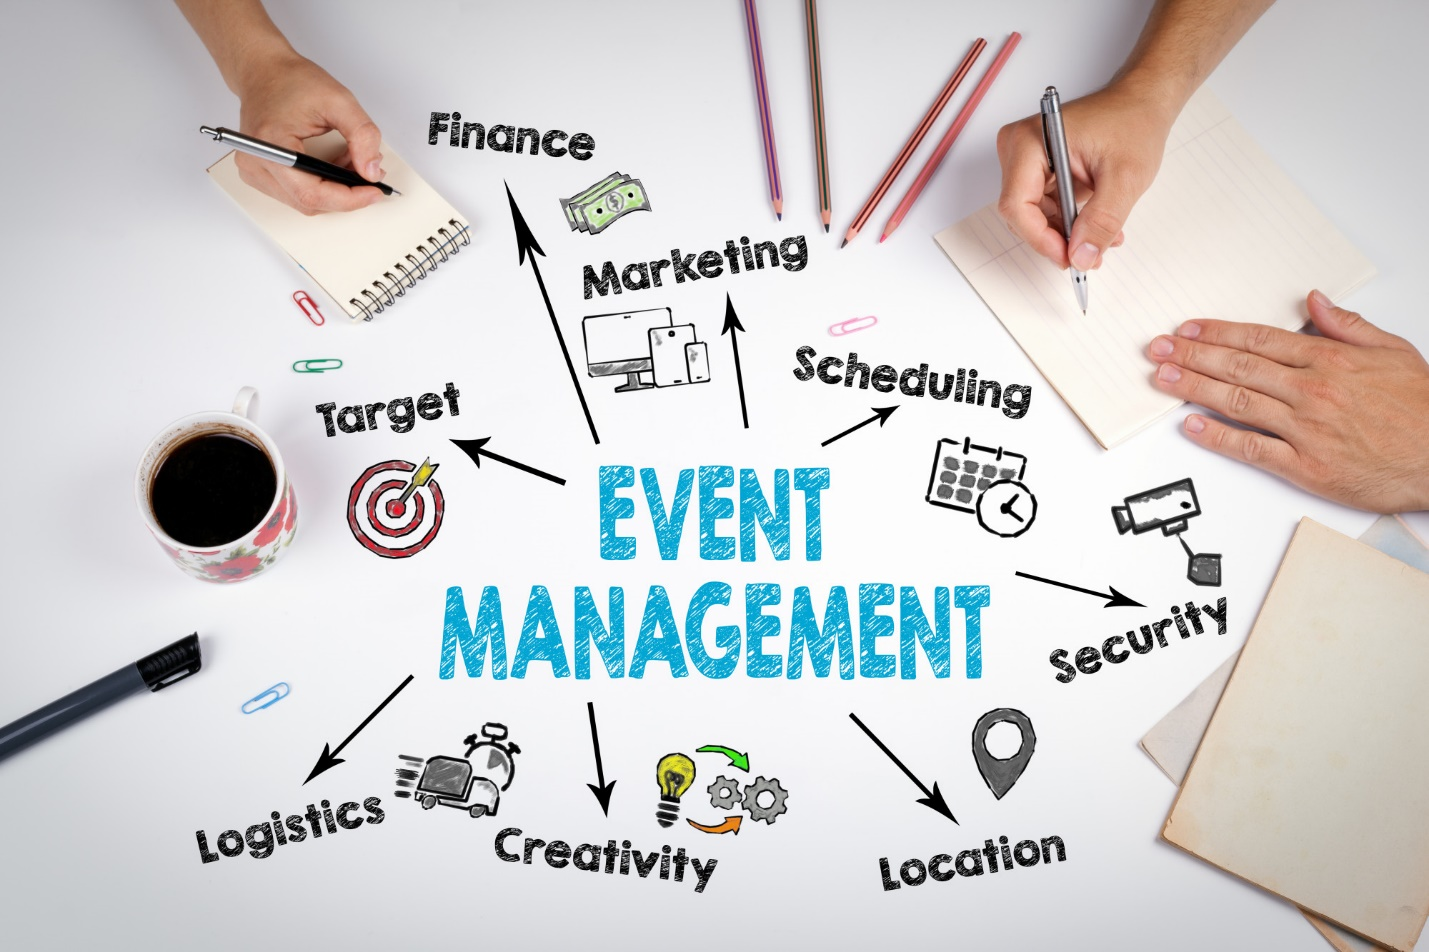 Finance
Marketing
Scheduling
Target
EVENT
MANAGEMENT
Security
Logistics
Creativity
Location